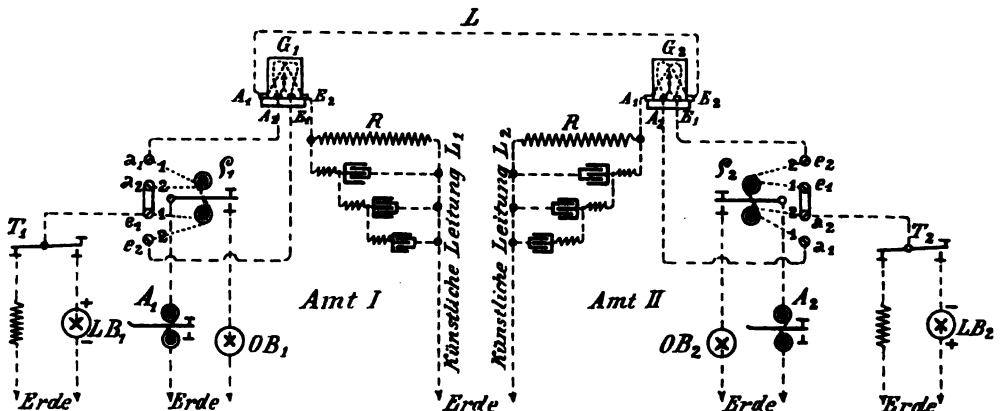 L
G₁
G₂
A₁ E₂
A₂ E₁
A₁ E₂
A₂ E₁
R
R
Künstliche Leitung L₁
Künstliche Leitung L₂
a₁ 1
a₂ 2
e₁ 1
e₂ 2
ρ₁
ρ₂
2 e₂
1 e₁
2 a₂
1 a₁
T₁
T₂
Amt I
Amt II
A₁
A₂
+
LB₁
−
OB₁
OB₂
−
LB₂
+
Erde
Erde
Erde
Erde
Erde